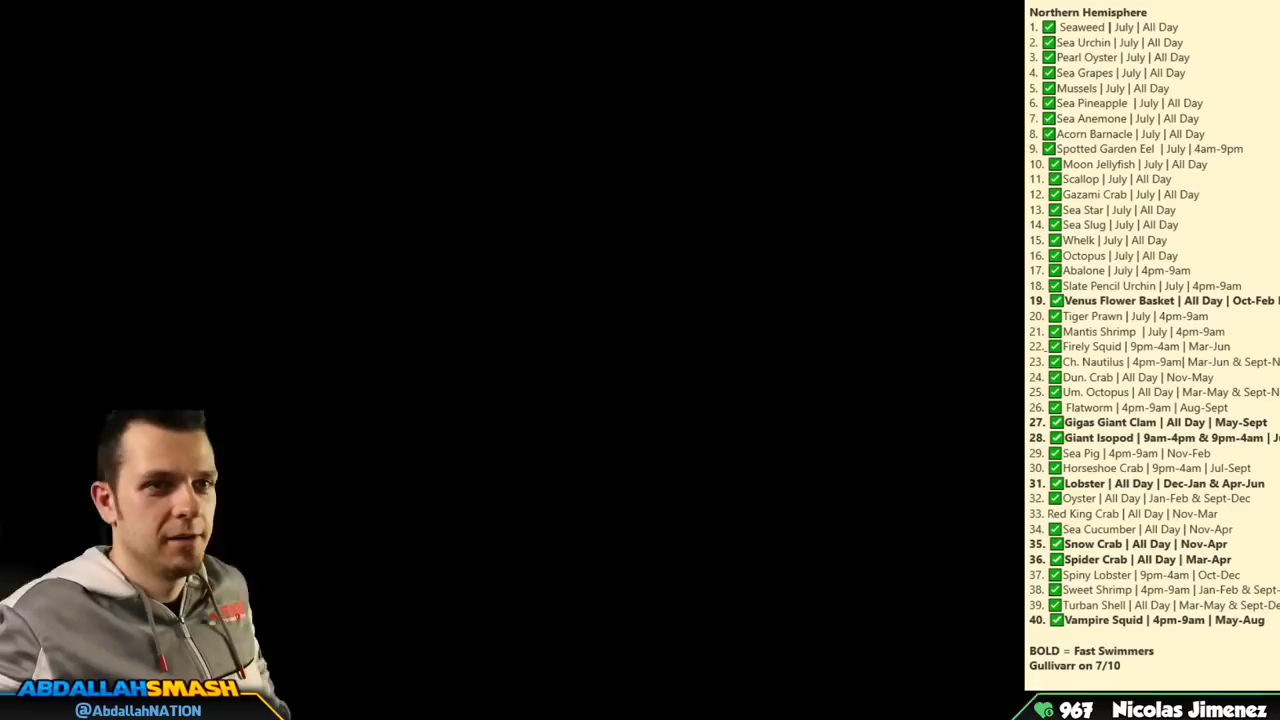 Northern Hemisphere
1. ✅ Seaweed | July | All Day
2. ✅Sea Urchin | July | All Day
3. ✅Pearl Oyster | July | All Day
4. ✅Sea Grapes | July | All Day
5. ✅Mussels | July | All Day
6. ✅Sea Pineapple | July | All Day
7. ✅Sea Anemone | July | All Day
8. ✅Acorn Barnacle | July | All Day
9. ✅Spotted Garden Eel | July | 4am-9pm
10. ✅Moon Jellyfish | July | All Day
11. ✅Scallop | July | All Day
12. ✅Gazami Crab | July | All Day
13. ✅Sea Star | July | All Day
14. ✅Sea Slug | July | All Day
15. ✅Whelk | July | All Day
16. ✅Octopus | July | All Day
17. ✅Abalone | July | 4pm-9am
18. ✅Slate Pencil Urchin | July | 4pm-9am
19. ✅Venus Flower Basket | All Day | Oct-Feb
20. ✅Tiger Prawn | July | 4pm-9am
21. ✅Mantis Shrimp | July | 4pm-9am
22. ✅Firely Squid | 9pm-4am | Mar-Jun
23. ✅Ch. Nautilus | 4pm-9am| Mar-Jun & Sept-N
24. ✅Dun. Crab | All Day | Nov-May
25. ✅Um. Octopus | All Day | Mar-May & Sept-N
26. ✅ Flatworm | 4pm-9am | Aug-Sept
27. ✅Gigas Giant Clam | All Day | May-Sept
28. ✅Giant Isopod | 9am-4pm & 9pm-4am | J
29. ✅Sea Pig | 4pm-9am | Nov-Feb
30. ✅Horseshoe Crab | 9pm-4am | Jul-Sept
31. ✅Lobster | All Day | Dec-Jan & Apr-Jun
32. ✅Oyster | All Day | Jan-Feb & Sept-Dec
33. Red King Crab | All Day | Nov-Mar
34. ✅Sea Cucumber | All Day | Nov-Apr
35. ✅Snow Crab | All Day | Nov-Apr
36. ✅Spider Crab | All Day | Mar-Apr
37. ✅Spiny Lobster | 9pm-4am | Oct-Dec
38. ✅Sweet Shrimp | 4pm-9am | Jan-Feb & Sept-
39. ✅Turban Shell | All Day | Mar-May & Sept-De
40. ✅Vampire Squid | 4pm-9am | May-Aug
BOLD = Fast Swimmers
Gullivarr on 7/10
ABDALLAHSMASH
@AbdallahNATION
967 Nicolas Jimenez